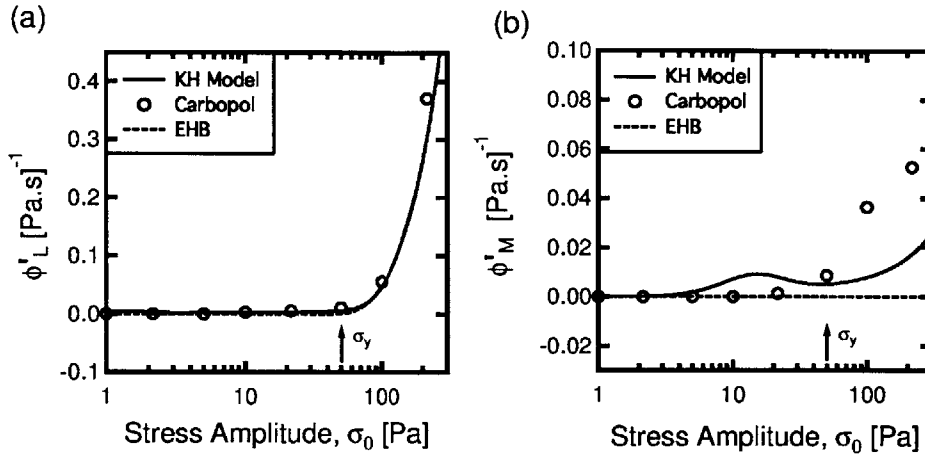 (a)
KH Model
Carbopol
EHB
0.4
0.3
0.2
0.1
0.0
-0.1
ϕ'L [Pa.s]⁻¹
σy
1
10
100
Stress Amplitude, σ0 [Pa]
(b)
KH Model
Carbopol
EHB
0.10
0.08
0.06
0.04
0.02
0.00
-0.02
ϕ'M [Pa.s]⁻¹
σy
1
10
100
Stress Amplitude, σ0 [Pa]